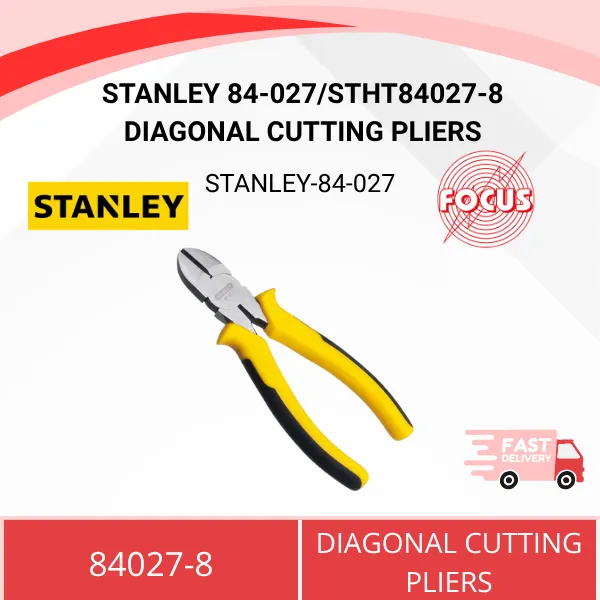 STANLEY 84-027/STHT84027-8
DIAGONAL CUTTING PLIERS
STANLEY-84-027
STANLEY
FOCUS
FAST
DELIVERY
84027-8
DIAGONAL CUTTING
PLIERS